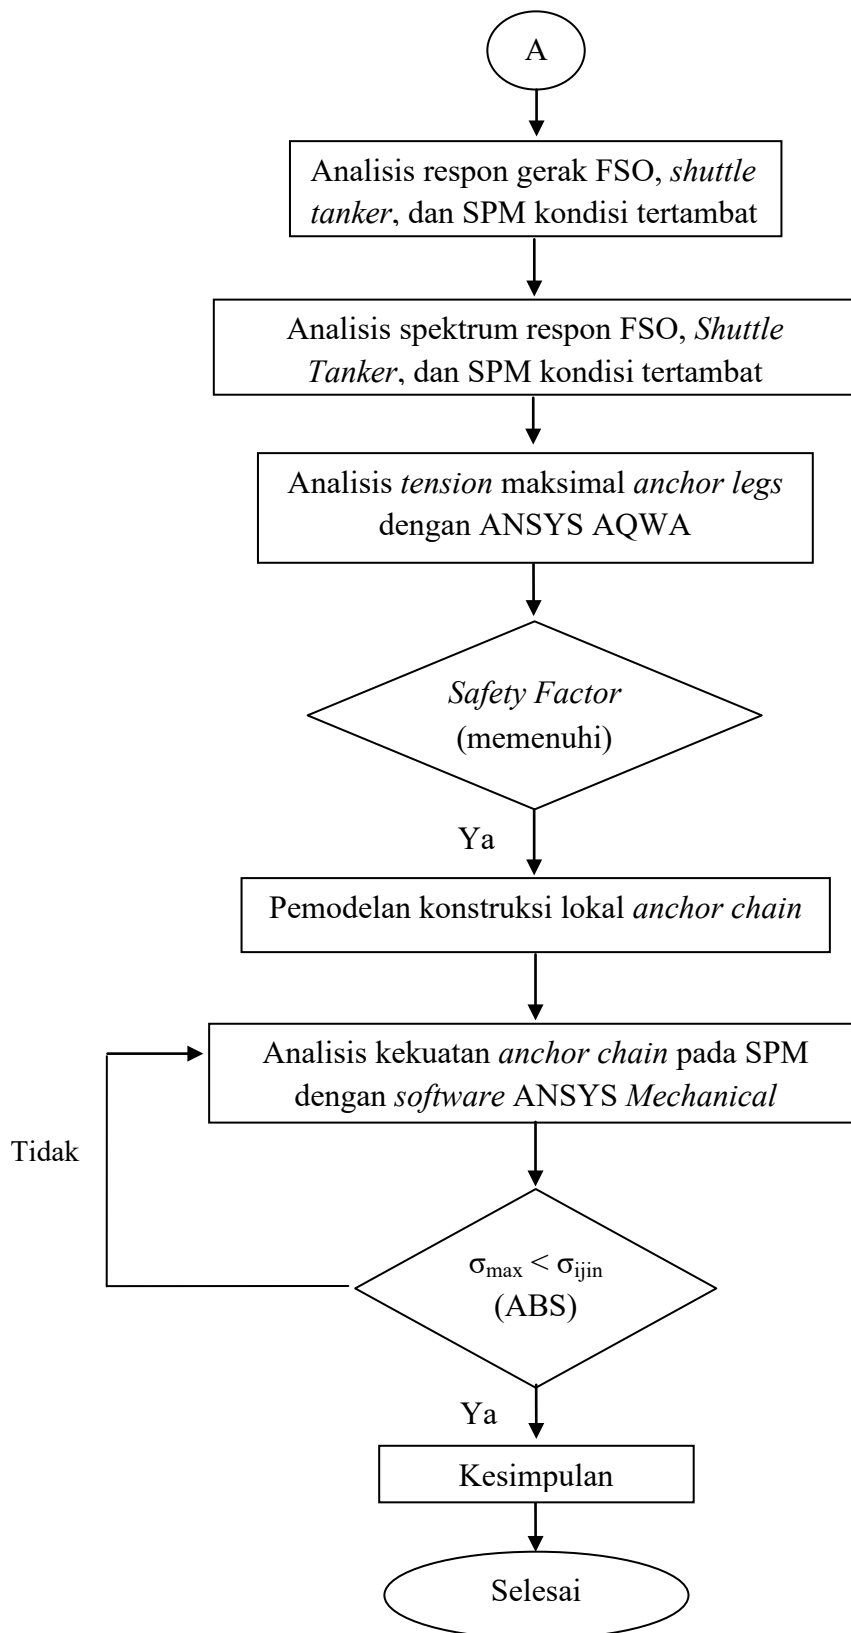 A
Analisis respon gerak FSO, shuttle
tanker, dan SPM kondisi tertambat
Analisis spektrum respon FSO, Shuttle
Tanker, dan SPM kondisi tertambat
Analisis tension maksimal anchor legs
dengan ANSYS AQWA
Safety Factor
(memenuhi)
Ya
Pemodelan konstruksi lokal anchor chain
Analisis kekuatan anchor chain pada SPM
dengan software ANSYS Mechanical
Tidak
σmax < σijin
(ABS)
Ya
Kesimpulan
Selesai